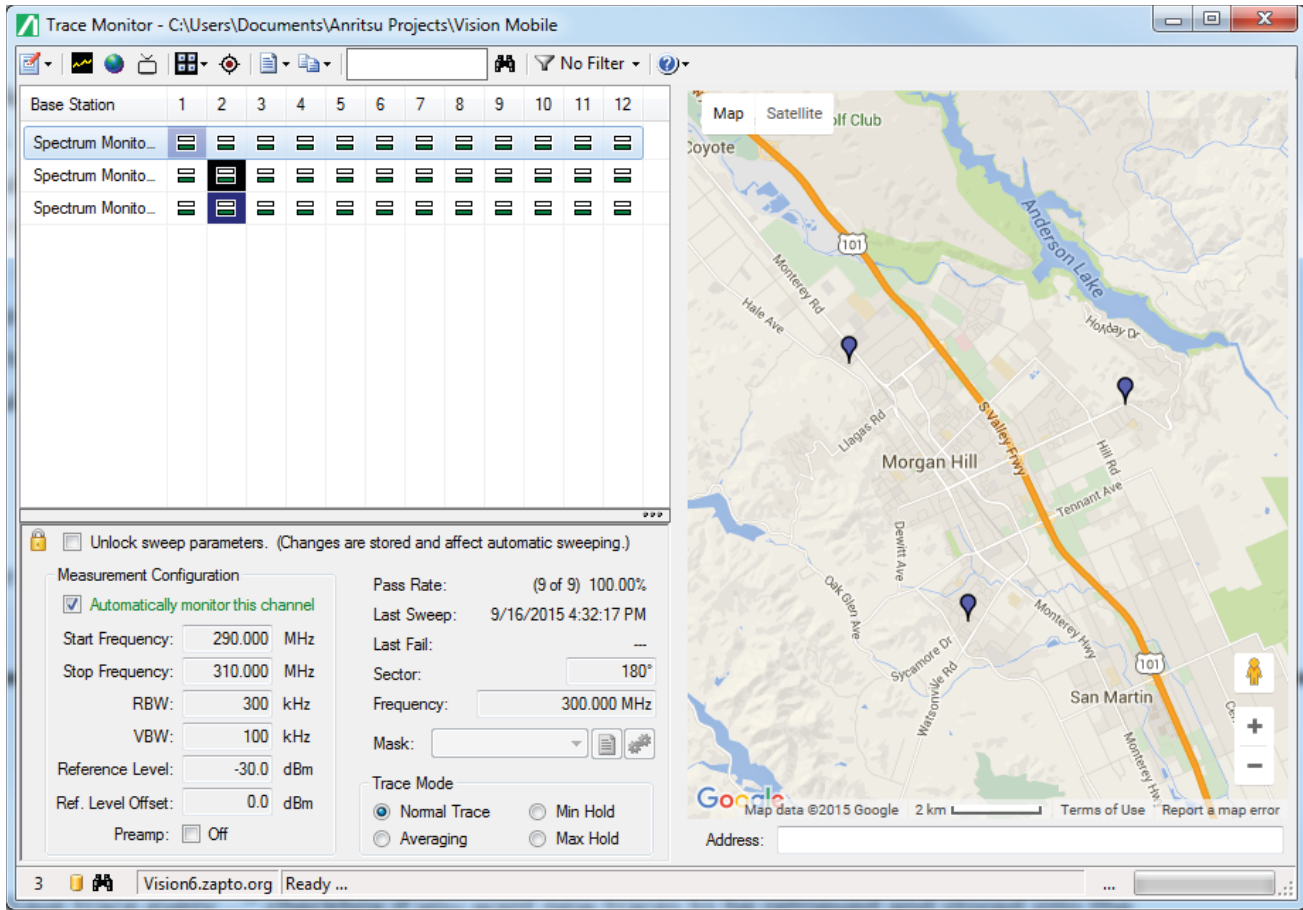 Trace Monitor - C:\Users\Documents\Anritsu Projects\Vision Mobile
No Filter
Base Station 1 2 3 4 5 6 7 8 9 10 11 12
Spectrum Monito...
Spectrum Monito...
Spectrum Monito...
Unlock sweep parameters. (Changes are stored and affect automatic sweeping.)
Measurement Configuration
Automatically monitor this channel
Start Frequency: 290.000 MHz
Stop Frequency: 310.000 MHz
RBW: 300 kHz
VBW: 100 kHz
Reference Level: -30.0 dBm
Ref. Level Offset: 0.0 dBm
Preamp: Off
Pass Rate: (9 of 9) 100.00%
Last Sweep: 9/16/2015 4:32:17 PM
Last Fail: ---
Sector: 180°
Frequency: 300.000 MHz
Mask:
Trace Mode
Normal Trace
Min Hold
Averaging
Max Hold
Map Satellite
olf Club
Coyote
Anderson Lake
101
Monterey Rd
Hale Ave
Holiday Dr
S Valley Frwy
Llagas Rd
Morgan Hill
Hill Rd
Tennant Ave
Dewitt Ave
Oak Glen Ave
Monterey Hwy
Sycamore Dr
Watsonville Rd
101
San Martin
Monterey Hw
Google
Map data ©2015 Google 2 km Terms of Use Report a map error
Address:
3 Vision6.zapto.org Ready ...
...